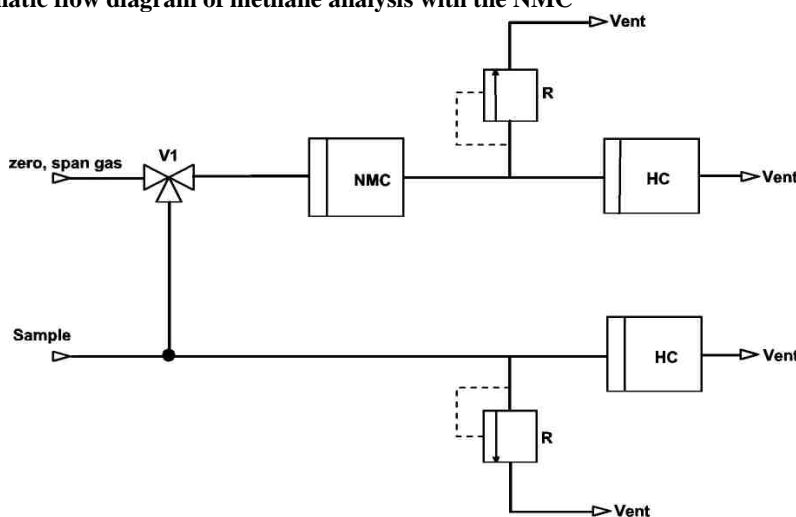 matic flow diagram of methane analysis with the NMC
Vent
R
V1
zero, span gas
NMC
HC
Vent
Sample
HC
Vent
R
Vent